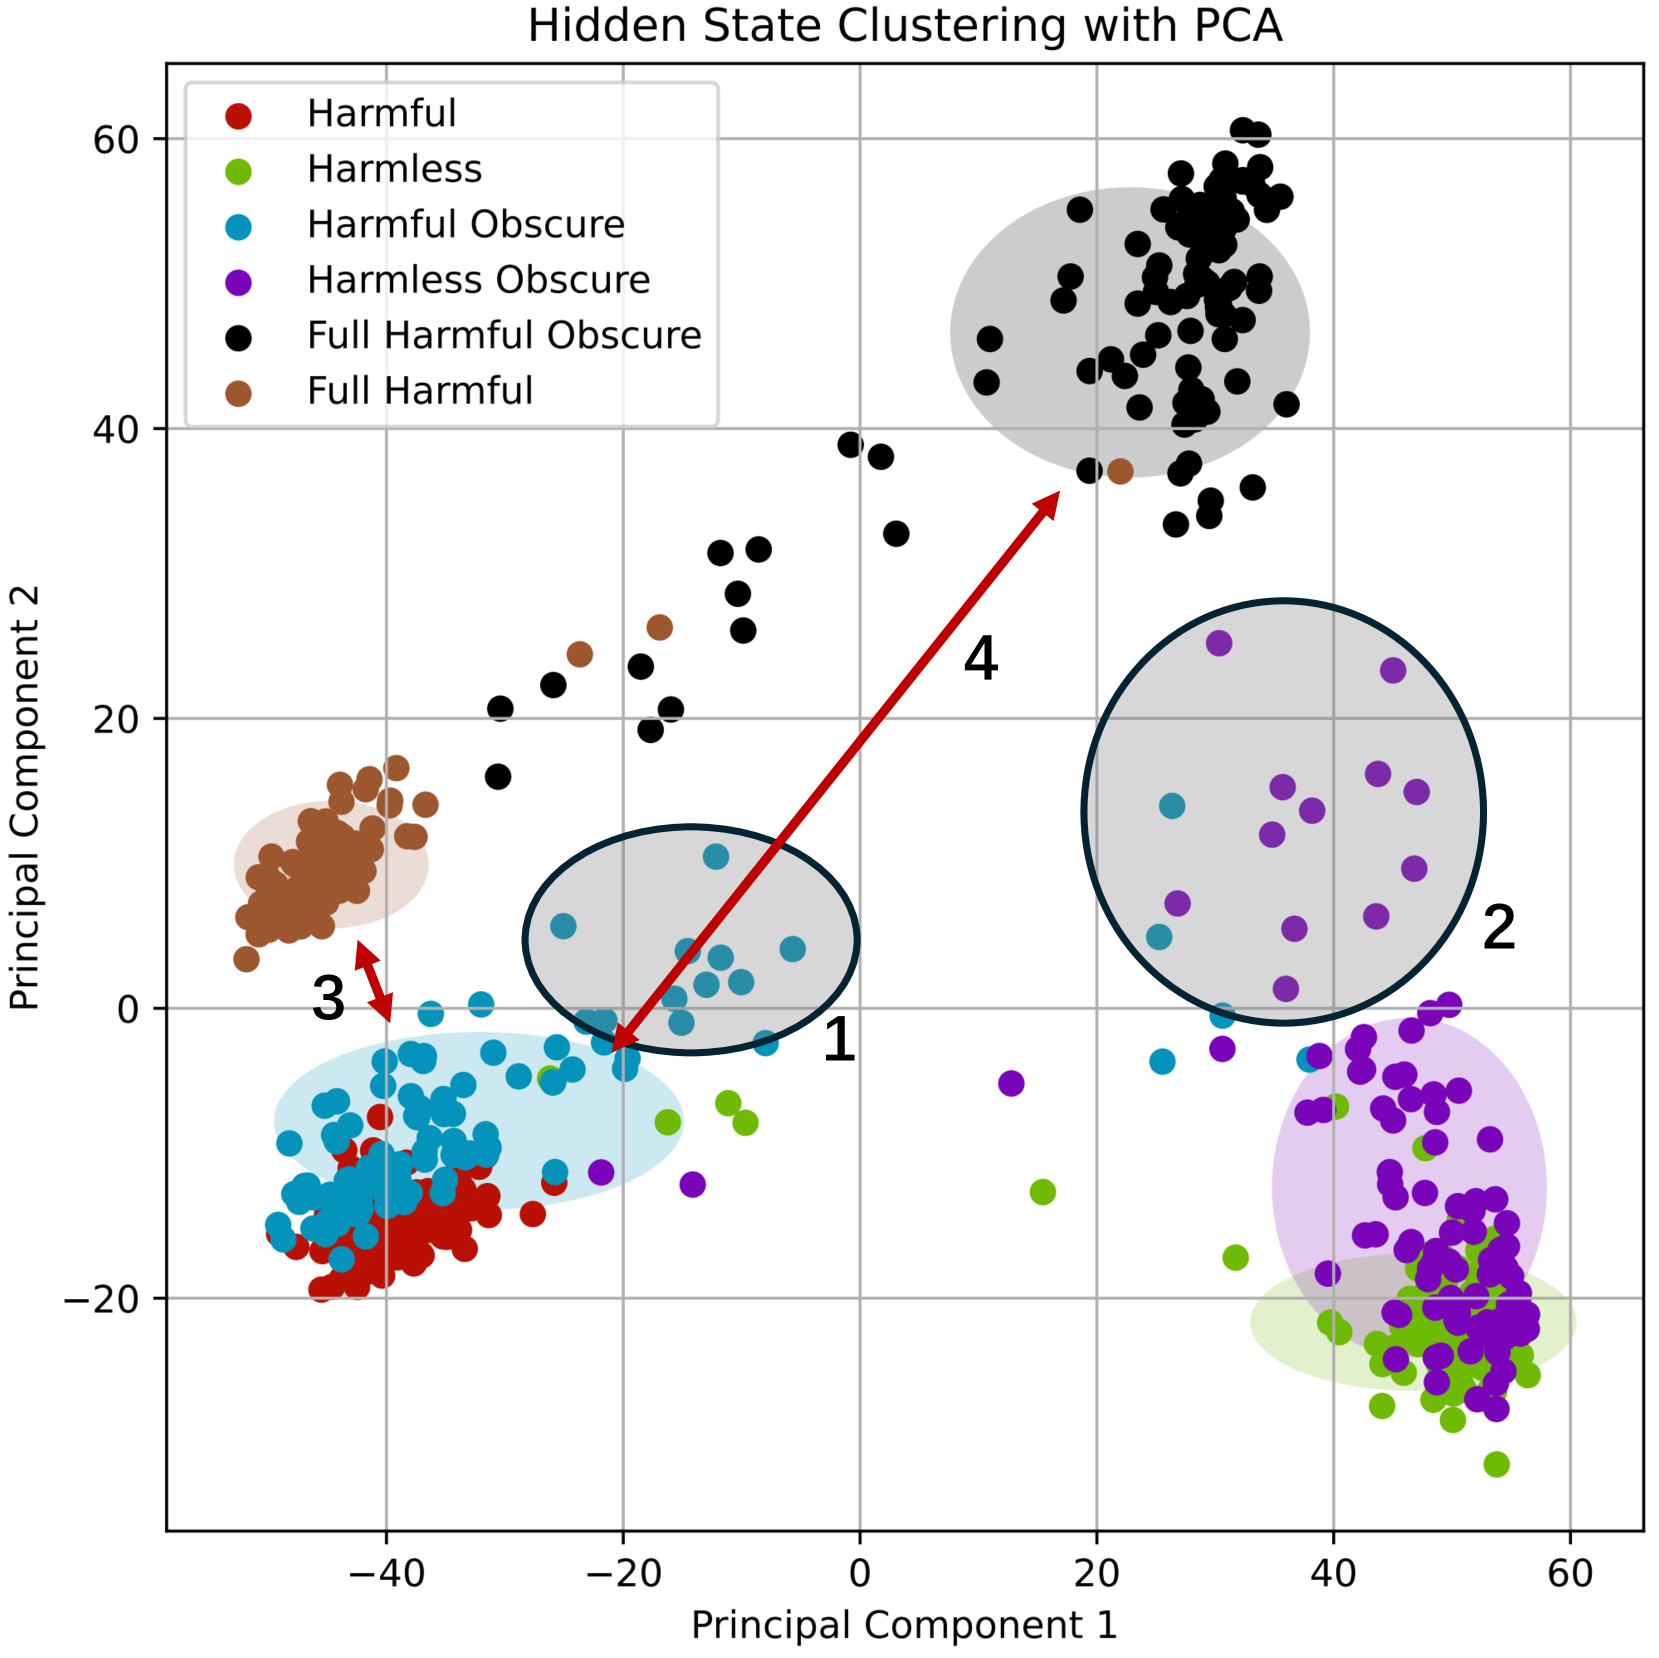 Hidden State Clustering with PCA
Harmful
Harmless
Harmful Obscure
Harmless Obscure
Full Harmful Obscure
Full Harmful
60
40
20
0
−20
Principal Component 2
4
2
3
1
−40
−20
0
20
40
60
Principal Component 1